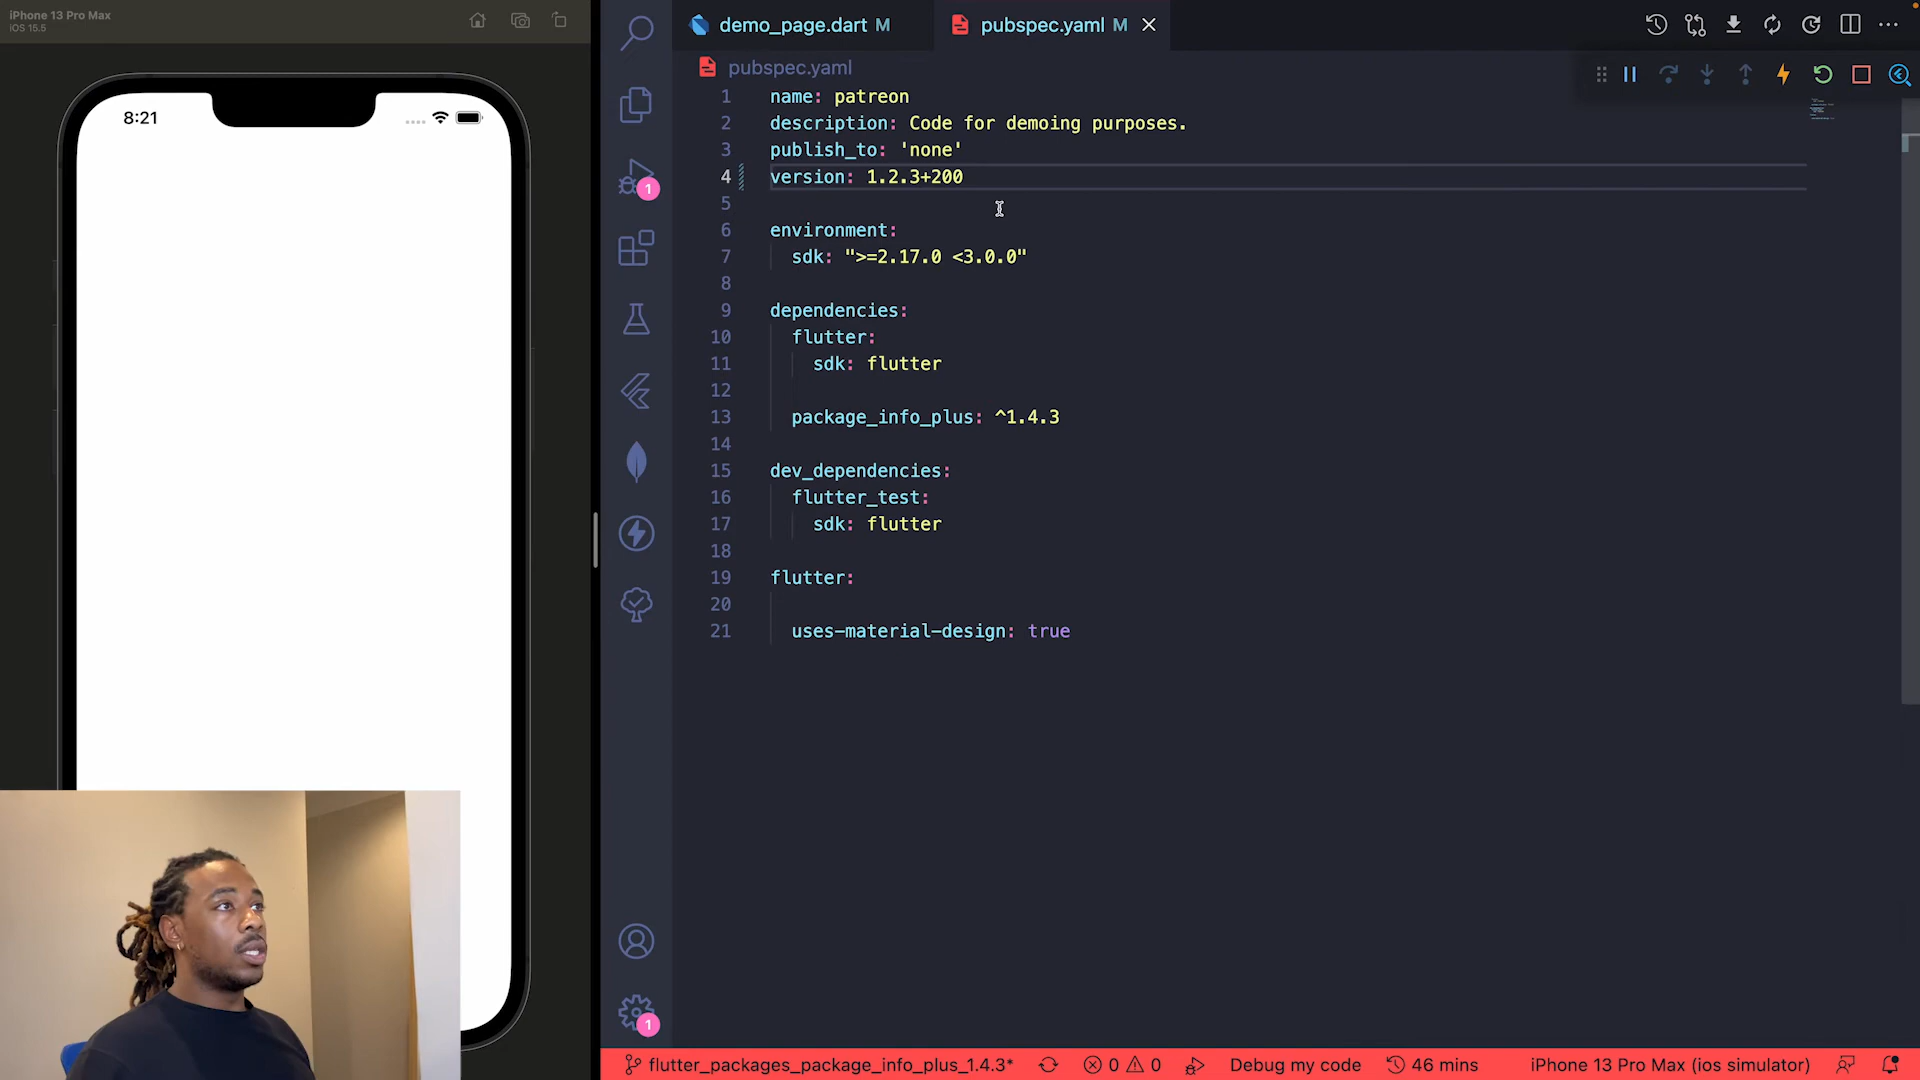 iPhone 13 Pro Max
iOS 15.5
8:21
demo_page.dart M
pubspec.yaml M
pubspec.yaml
1 name: patreon
2 description: Code for demoing purposes.
3 publish_to: 'none'
4 version: 1.2.3+200
5
6 environment:
7 sdk: ">=2.17.0 <3.0.0"
8
9 dependencies:
10 flutter:
11 sdk: flutter
12
13 package_info_plus: ^1.4.3
14
15 dev_dependencies:
16 flutter_test:
17 sdk: flutter
18
19 flutter:
20
21 uses-material-design: true
1
1
flutter_packages_package_info_plus_1.4.3* 0 0 Debug my code 46 mins iPhone 13 Pro Max (ios simulator)